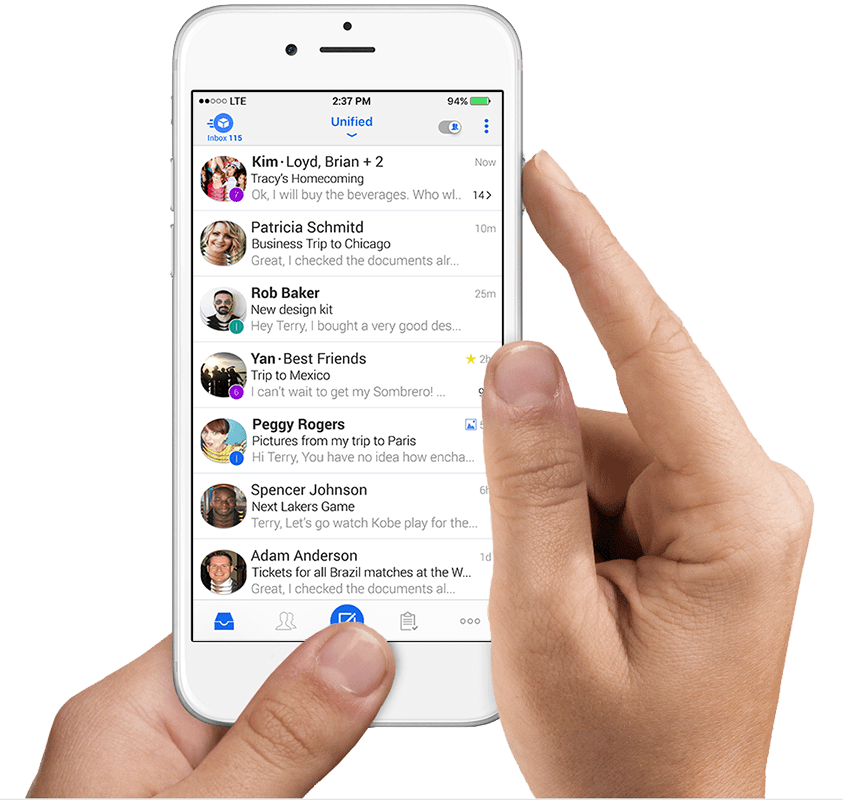 LTE 2:37 PM 94%
Inbox 115 Unified
Kim · Loyd, Brian + 2 Now
Tracy's Homecoming
Ok, I will buy the beverages. Who wl.. 14
7
Patricia Schmitd 10m
Business Trip to Chicago
Great, I checked the documents alr...
Rob Baker 25m
New design kit
Hey Terry, I bought a very good des...
1
Yan · Best Friends
Trip to Mexico
I can't wait to get my Sombrero! ...
6
Peggy Rogers
Pictures from my trip to Paris
Hi Terry, You have no idea how encha...
1
Spencer Johnson
Next Lakers Game
Terry, Let's go watch Kobe play for the...
Adam Anderson 1d
Tickets for all Brazil matches at the W...
Great, I checked the documents al...